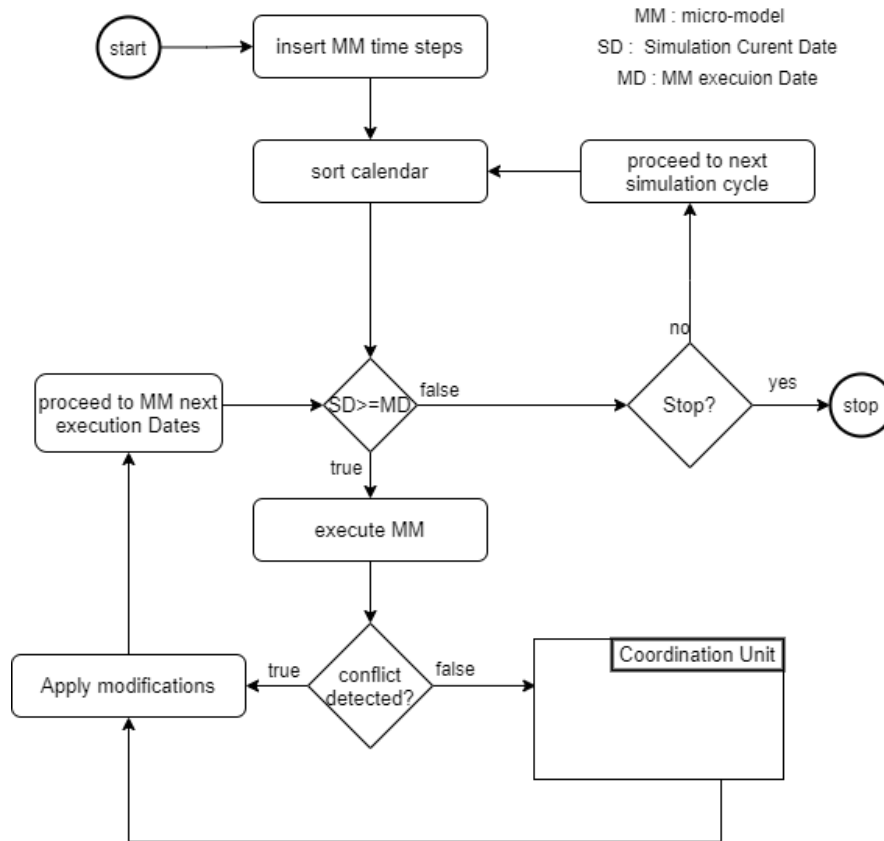 MM : micro-model
SD : Simulation Curent Date
MD : MM execuion Date
start
insert MM time steps
sort calendar
proceed to next
simulation cycle
no
proceed to MM next
execution Dates
SD>=MD
false
Stop?
yes
stop
true
execute MM
Coordination Unit
Apply modifications
true
conflict
detected?
false